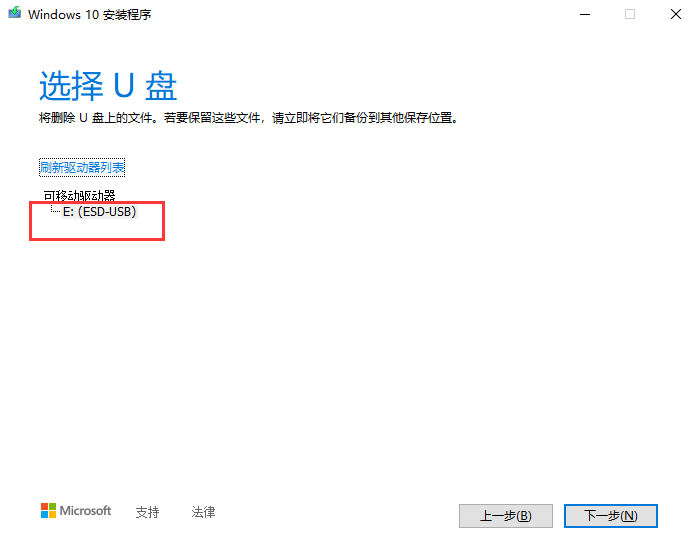 Windows 10 安装程序
选择 U 盘
将删除 U 盘上的文件。若要保留这些文件，请立即将它们备份到其他保存位置。
刷新驱动器列表
可移动驱动器
E: (ESD-USB)
Microsoft 支持 法律
上一步(B) 下一步(N)